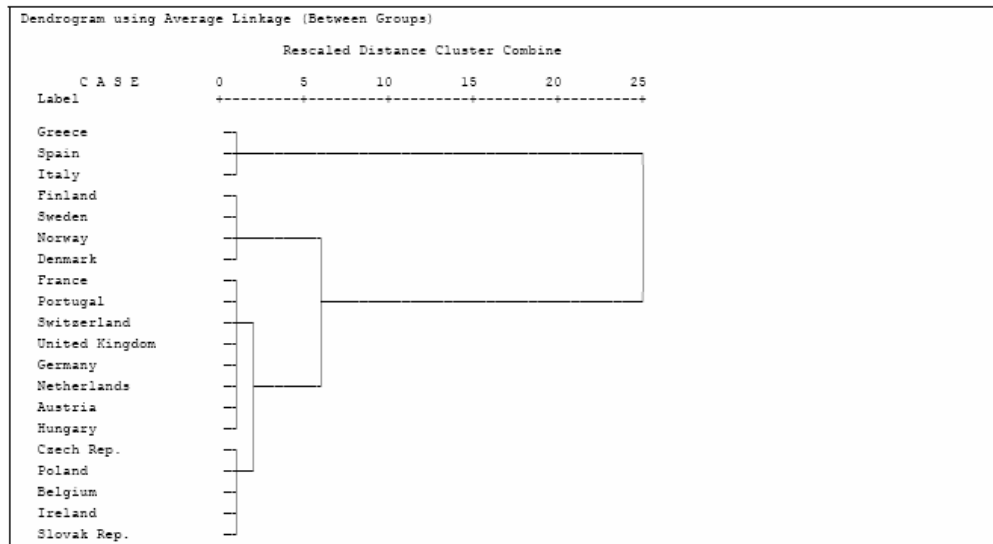 Dendrogram using Average Linkage (Between Groups)
Rescaled Distance Cluster Combine
C A S E 0 5 10 15 20 25
Label +---------+---------+---------+---------+---------+
Greece
Spain
Italy
Finland
Sweden
Norway
Denmark
France
Portugal
Switzerland
United Kingdom
Germany
Netherlands
Austria
Hungary
Czech Rep.
Poland
Belgium
Ireland
Slovak Rep.